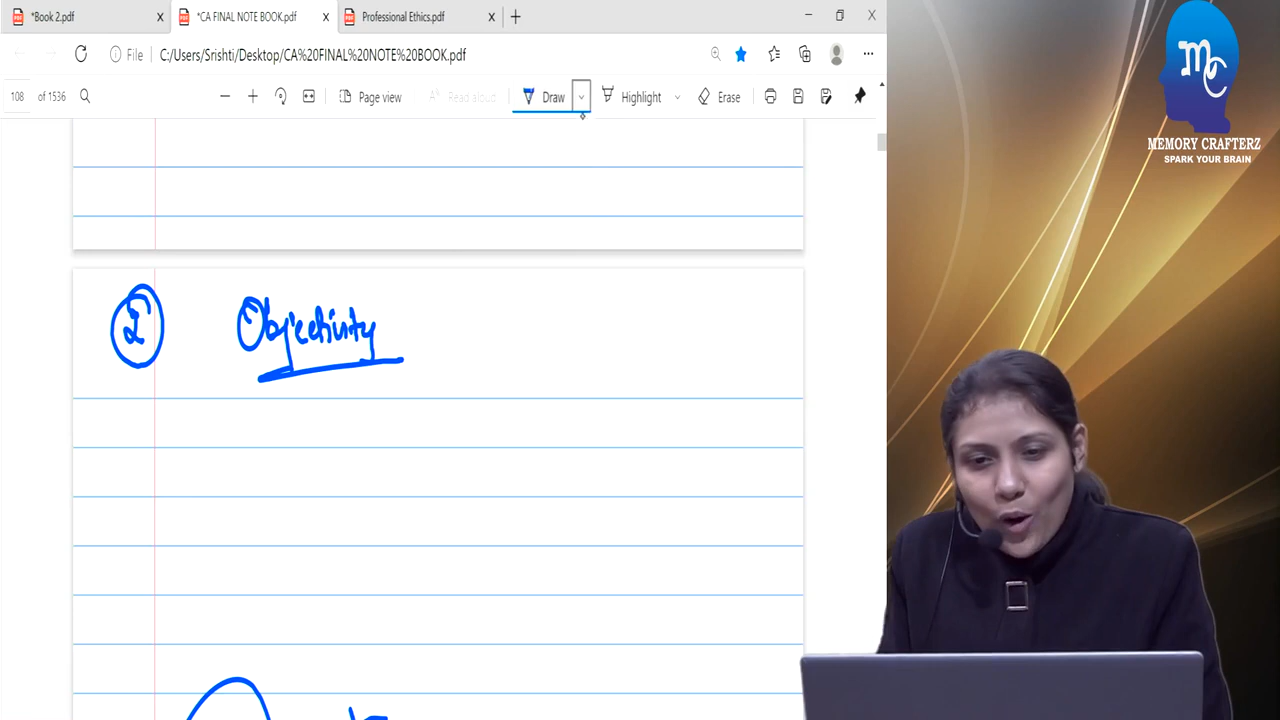 *Book 2.pdf
*CA FINAL NOTE BOOK.pdf
Professional Ethics.pdf
File C:/Users/Srishti/Desktop/CA%20FINAL%20NOTE%20BOOK.pdf
108 of 1536
Page view
Read aloud
Draw
Highlight
Erase
mc
MEMORY CRAFTERZ
SPARK YOUR BRAIN
2 Objectivity